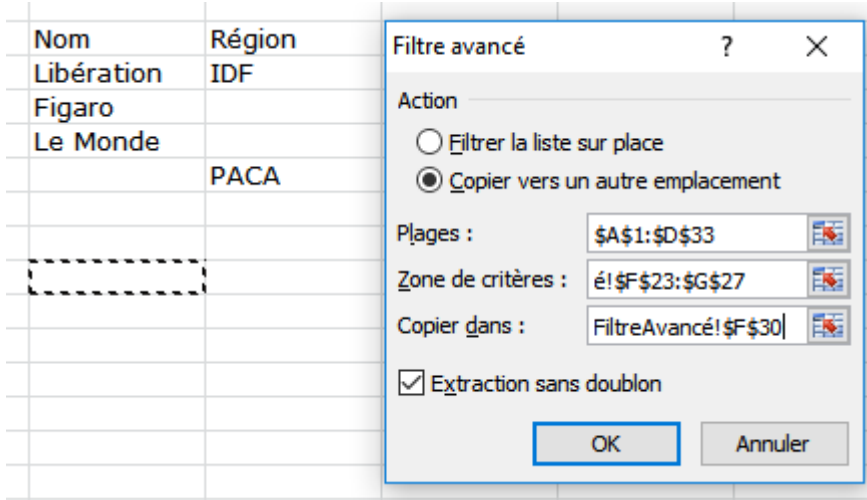 Nom Région
Libération IDF
Figaro
Le Monde
PACA
Filtre avancé ? ×
Action
Filtrer la liste sur place
Copier vers un autre emplacement
Plages : $A$1:$D$33
Zone de critères : é!$F$23:$G$27
Copier dans : FiltreAvancé!$F$30
Extraction sans doublon
OK Annuler